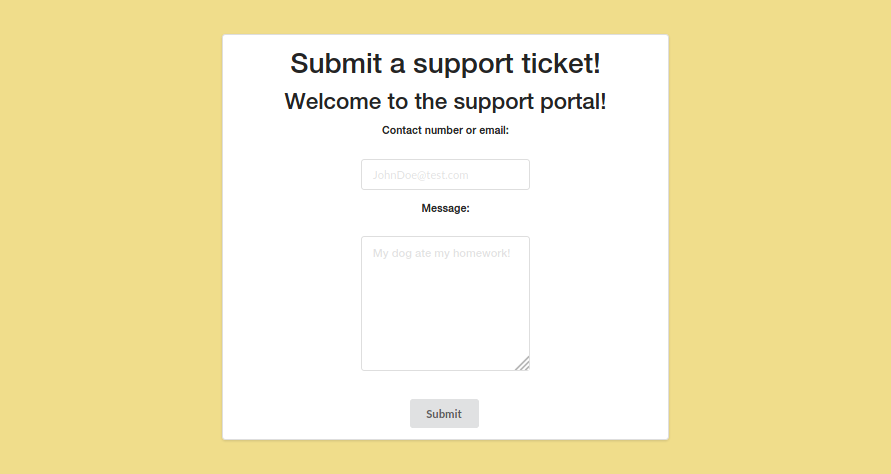 Submit a support ticket!
Welcome to the support portal!
Contact number or email:
JohnDoe@test.com
Message:
My dog ate my homework!
Submit